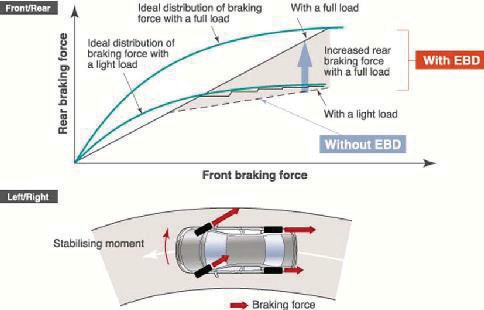 Front/Rear
Ideal distribution of braking
force with a full load
With a full load
Ideal distribution of
braking force with
a light load
Increased rear
braking force
with a full load
With EBD
With a light load
Without EBD
Rear braking force
Front braking force
Left/Right
Stabilising moment
Braking force